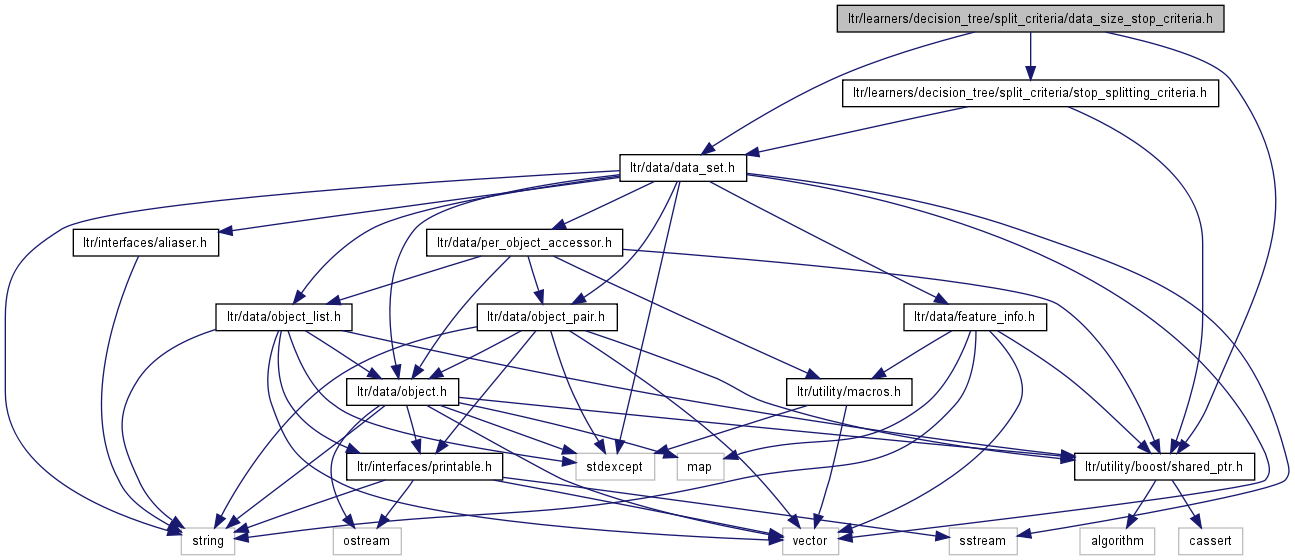 ltr/learners/decision_tree/split_criteria/data_size_stop_criteria.h
ltr/learners/decision_tree/split_criteria/stop_splitting_criteria.h
ltr/data/data_set.h
ltr/interfaces/aliaser.h
ltr/data/per_object_accessor.h
ltr/data/object_list.h
ltr/data/object_pair.h
ltr/data/feature_info.h
ltr/data/object.h
ltr/utility/macros.h
ltr/interfaces/printable.h
stdexcept
map
ltr/utility/boost/shared_ptr.h
string
ostream
vector
sstream
algorithm
cassert